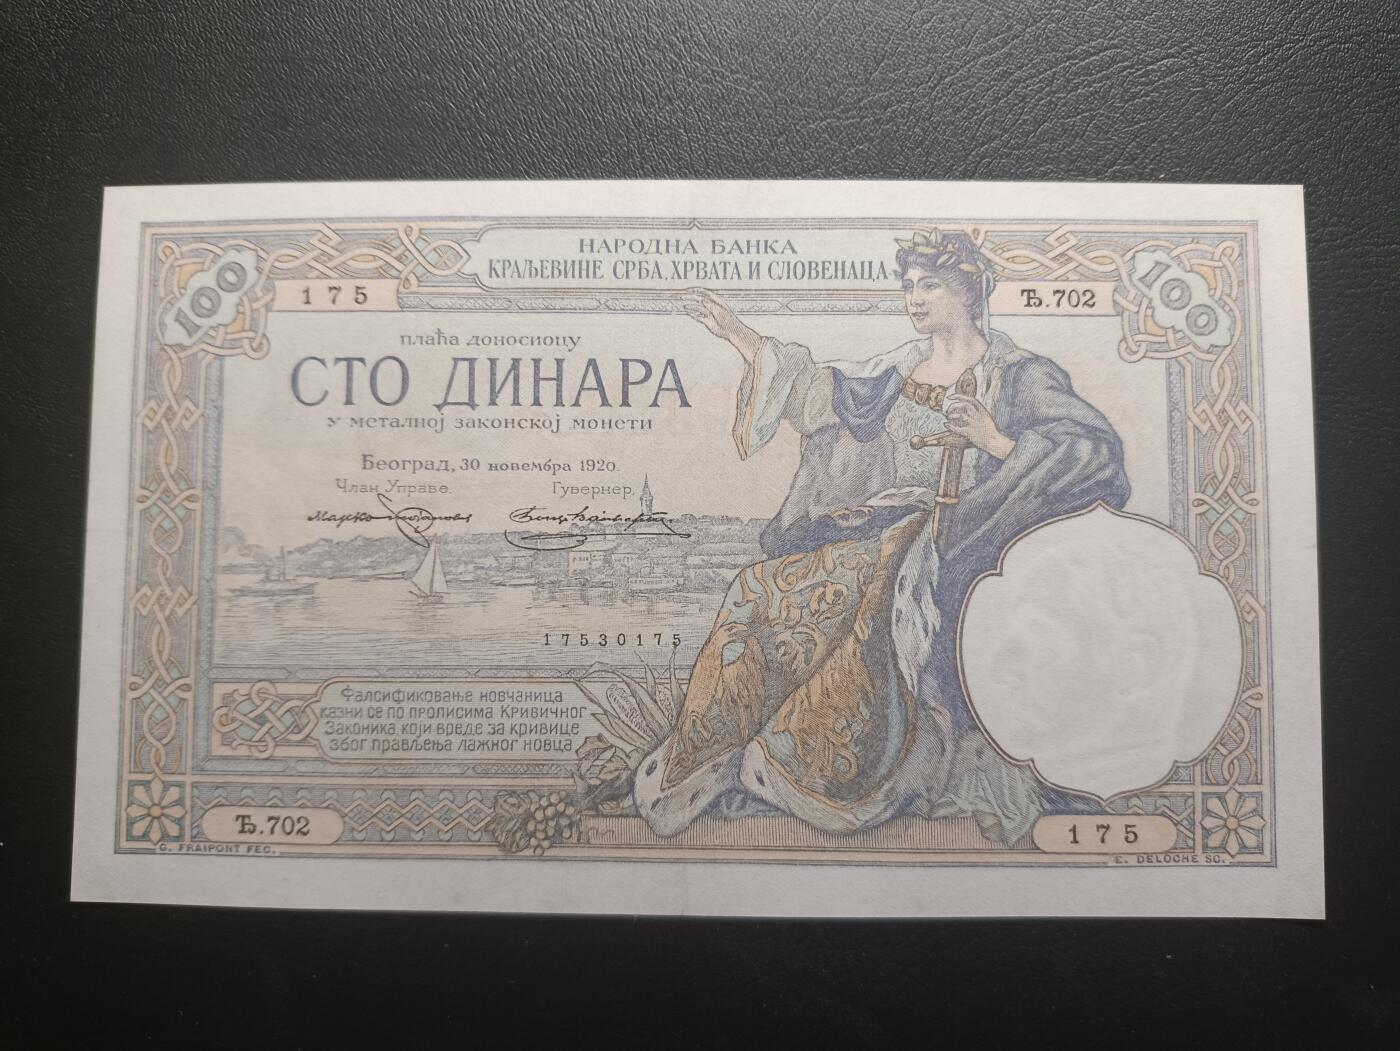 НАРОДНА БАНКА
КРАЉЕВИНЕ СРБА, ХРВАТА И СЛОВЕНАЦА
100
175
Ђ.702
100
плаћа доносиоцу
СТО ДИНАРА
у металној законској монети
Београд, 30 новембра 1920.
Члан Управе.
Гувернер,
17530175
Фалсификовање новчаница
казни се по прописима Кривичног
Законика који вреде за кривице
због прављења лажног новца
Ђ.702
175
G. FRAIPONT FEC.
E. DELOCHE SC.